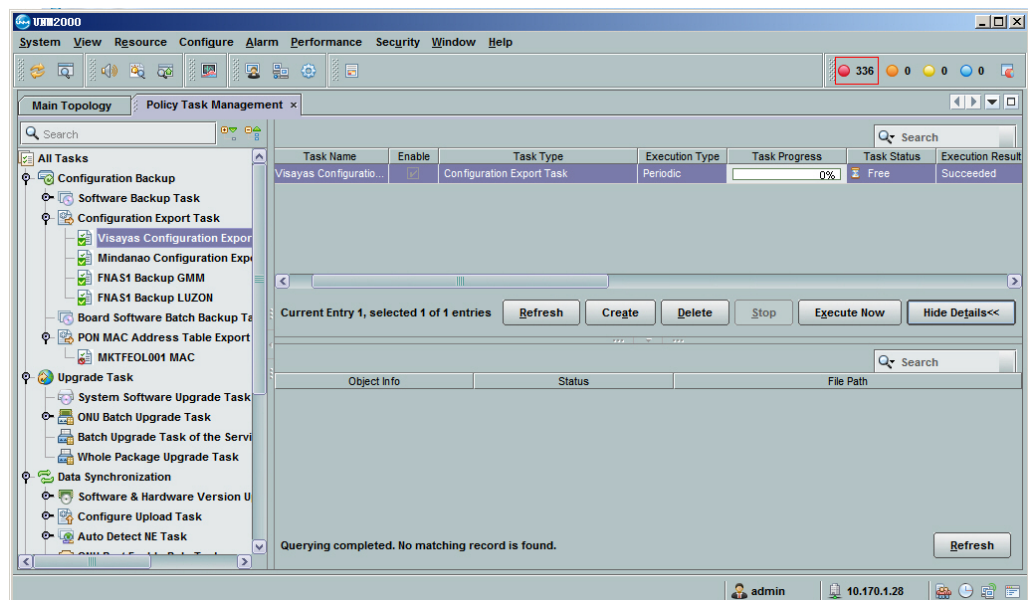 UNM2000
System View Resource Configure Alarm Performance Security Window Help
336 0 0 0
Main Topology Policy Task Management ×
Search
Search
All Tasks
Configuration Backup
Software Backup Task
Configuration Export Task
Visayas Configuration Expor
Mindanao Configuration Expo
FNAS1 Backup GMM
FNAS1 Backup LUZON
Board Software Batch Backup Ta
PON MAC Address Table Export
MKTFEOL001 MAC
Upgrade Task
System Software Upgrade Task
ONU Batch Upgrade Task
Batch Upgrade Task of the Servi
Whole Package Upgrade Task
Data Synchronization
Software & Hardware Version U
Configure Upload Task
Auto Detect NE Task
Task Name Enable Task Type Execution Type Task Progress Task Status Execution Result
Visayas Configuratio... Configuration Export Task Periodic 0% Free Succeeded
Current Entry 1, selected 1 of 1 entries Refresh Create Delete Stop Execute Now Hide Details<<
Search
Object Info Status File Path
Querying completed. No matching record is found. Refresh
admin 10.170.1.28